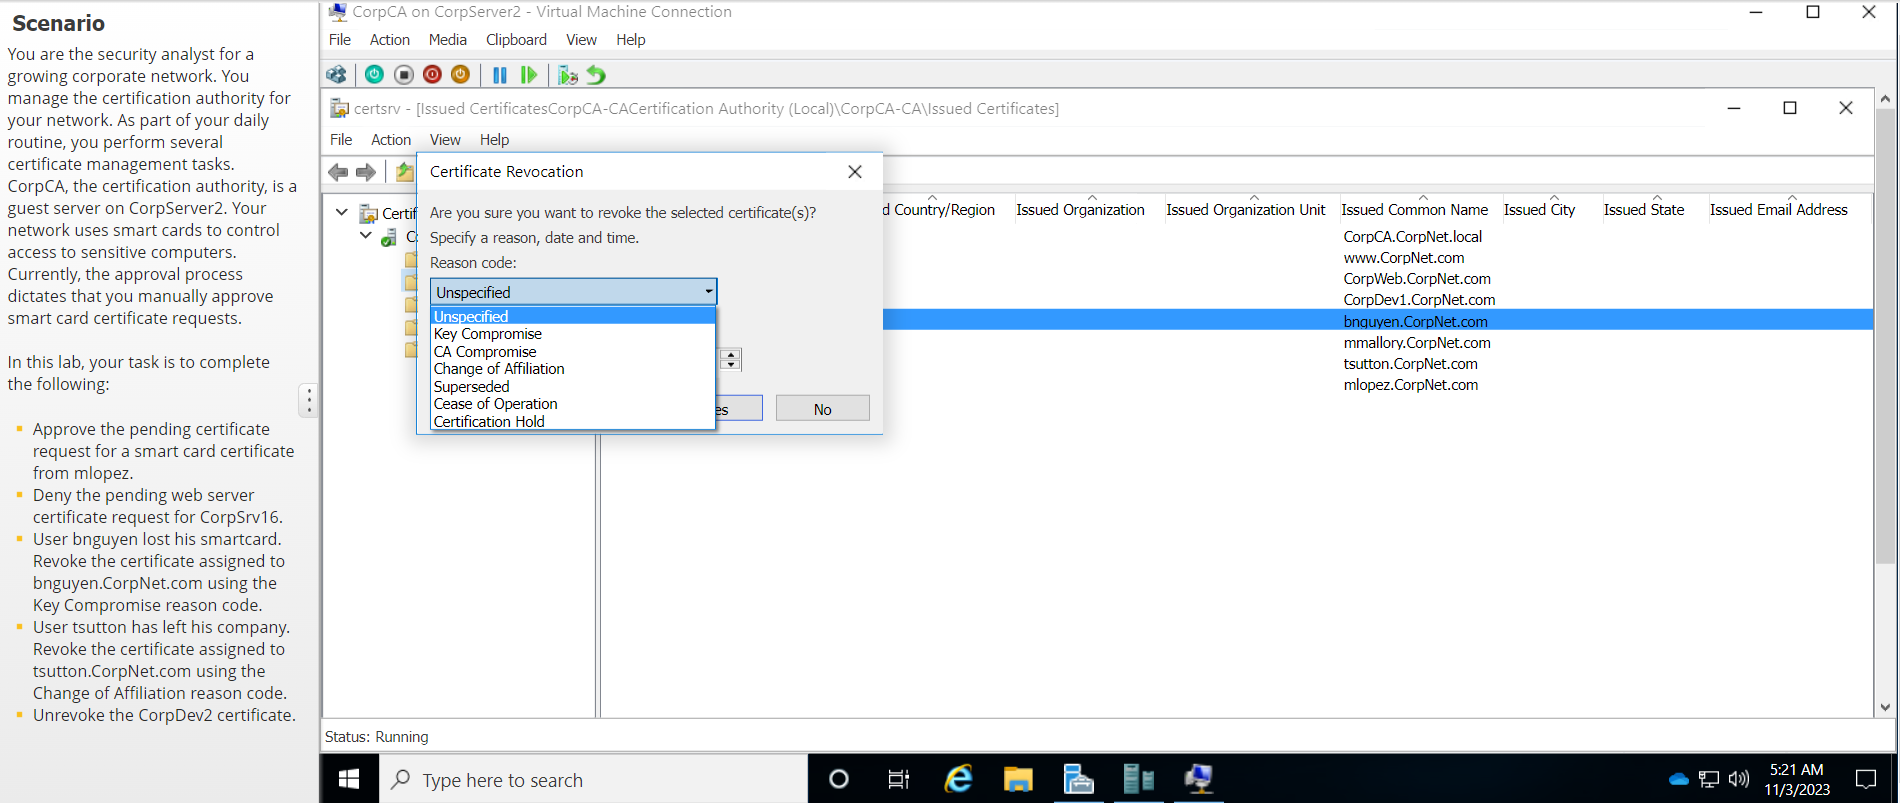 Scenario
You are the security analyst for a
growing corporate network. You
manage the certification authority for
your network. As part of your daily
routine, you perform several
certificate management tasks.
CorpCA, the certification authority, is a
guest server on CorpServer2. Your
network uses smart cards to control
access to sensitive computers.
Currently, the approval process
dictates that you manually approve
smart card certificate requests.
In this lab, your task is to complete
the following:
Approve the pending certificate
request for a smart card certificate
from mlopez.
Deny the pending web server
certificate request for CorpSrv16.
User bnguyen lost his smartcard.
Revoke the certificate assigned to
bnguyen.CorpNet.com using the
Key Compromise reason code.
User tsutton has left his company.
Revoke the certificate assigned to
tsutton.CorpNet.com using the
Change of Affiliation reason code.
Unrevoke the CorpDev2 certificate.
CorpCA on CorpServer2 - Virtual Machine Connection
File Action Media Clipboard View Help
certsrv - [Issued CertificatesCorpCA-CACertification Authority (Local)\CorpCA-CA\Issued Certificates]
File Action View Help
Certif
Co
Certificate Revocation
Are you sure you want to revoke the selected certificate(s)?
Specify a reason, date and time.
Reason code:
Unspecified
Unspecified
Key Compromise
CA Compromise
Change of Affiliation
Superseded
Cease of Operation
Certification Hold
es No
d Country/Region Issued Organization Issued Organization Unit Issued Common Name Issued City Issued State Issued Email Address
CorpCA.CorpNet.local
www.CorpNet.com
CorpWeb.CorpNet.com
CorpDev1.CorpNet.com
bnguyen.CorpNet.com
mmallory.CorpNet.com
tsutton.CorpNet.com
mlopez.CorpNet.com
Status: Running
Type here to search
5:21 AM
11/3/2023